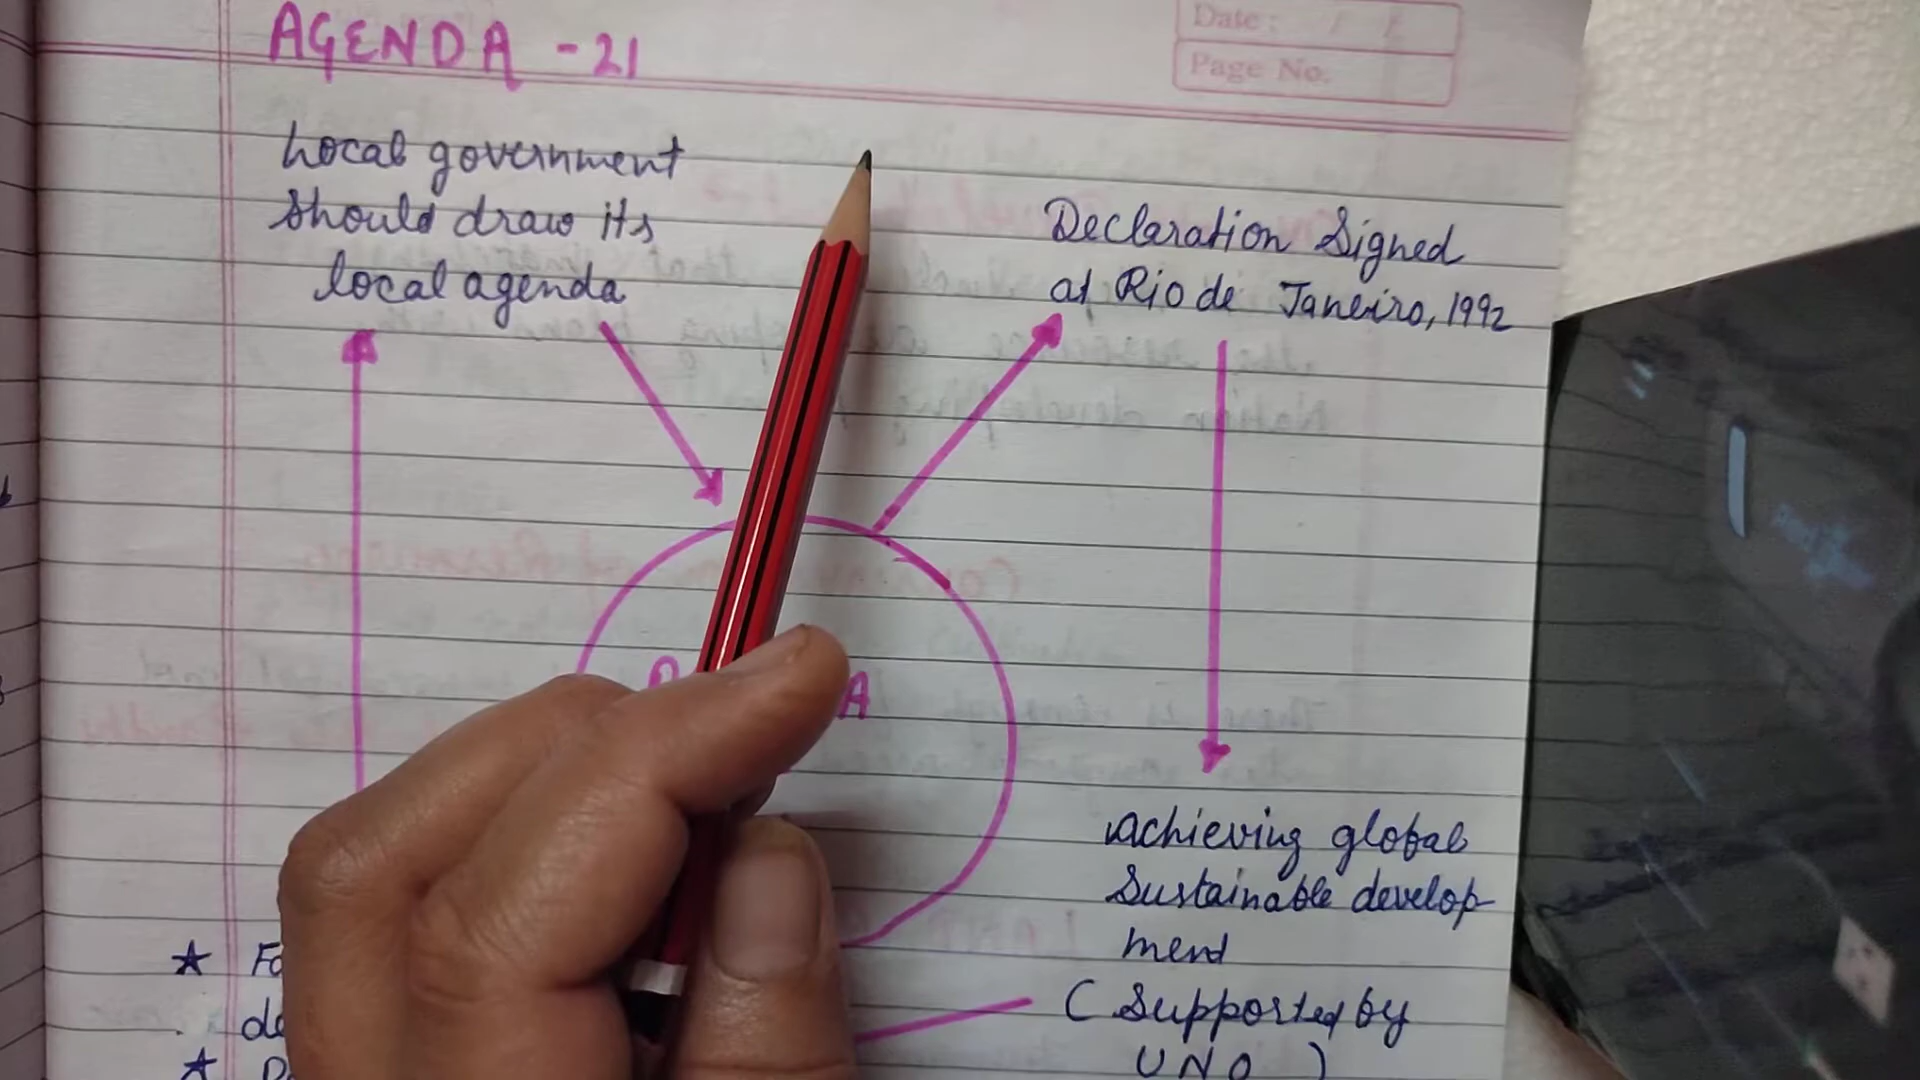 AGENDA - 21
Date : / /
Page No.
Local government
should draw its
local agenda
Declaration Signed
at Rio de Janeiro, 1992
achieving global
Sustainable develop-
ment
( Supported by
UNO )